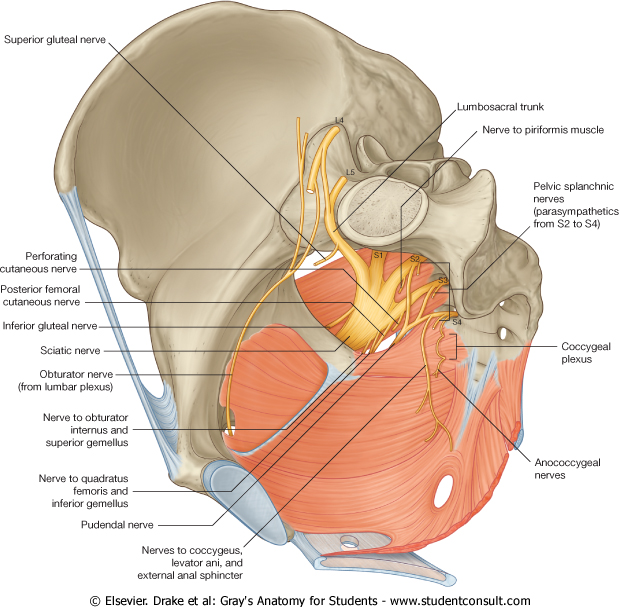 Superior gluteal nerve
L4
Lumbosacral trunk
Nerve to piriformis muscle
L5
Pelvic splanchnic
nerves
(parasympathetics
from S2 to S4)
Perforating
cutaneous nerve
S1
S2
S3
S4
Posterior femoral
cutaneous nerve
Inferior gluteal nerve
Sciatic nerve
Coccygeal
plexus
Obturator nerve
(from lumbar plexus)
Nerve to obturator
internus and
superior gemellus
Anococcygeal
nerves
Nerve to quadratus
femoris and
inferior gemellus
Pudendal nerve
Nerves to coccygeus,
levator ani, and
external anal sphincter
© Elsevier. Drake et al: Gray's Anatomy for Students - www.studentconsult.com